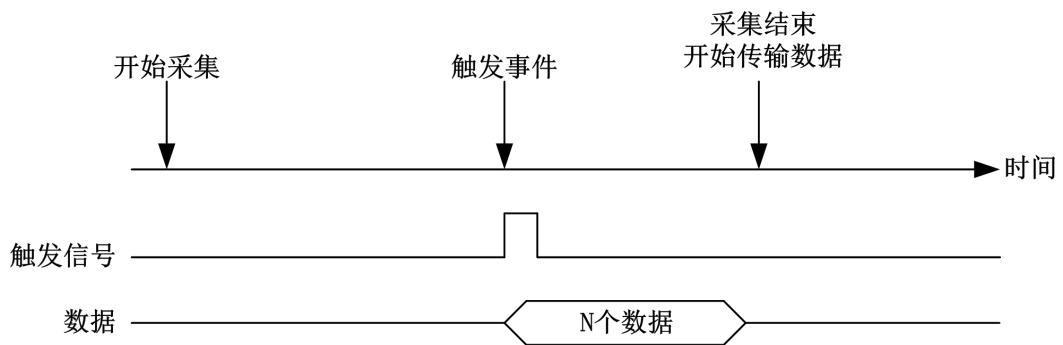 采集结束
开始传输数据
开始采集
触发事件
时间
触发信号
数据
N个数据